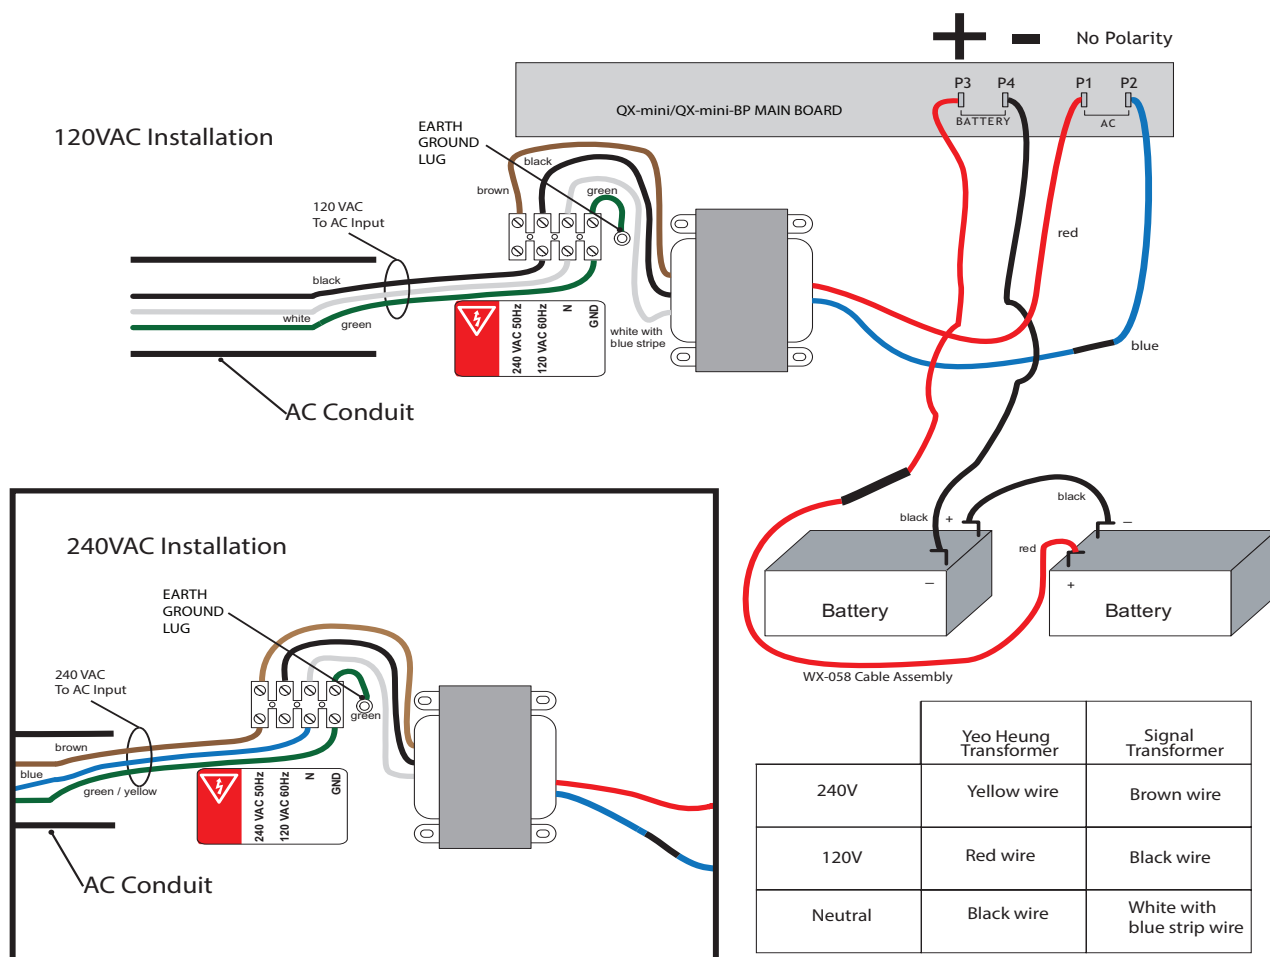 No Polarity
P3
P4
P1
P2
BATTERY
AC
QX-mini/QX-mini-BP MAIN BOARD
120VAC Installation
EARTH
GROUND
LUG
black
brown
green
120 VAC
To AC Input
black
white
green
240 VAC 50Hz
120 VAC 60Hz
N
GND
white with
blue stripe
red
blue
AC Conduit
black
black
+
–
red
–
+
Battery
Battery
WX-058 Cable Assembly
240VAC Installation
EARTH
GROUND
LUG
240 VAC
To AC Input
green
brown
blue
green / yellow
240 VAC 50Hz
120 VAC 60Hz
N
GND
AC Conduit
Yeo Heung
Transformer
Signal
Transformer
240V
Yellow wire
Brown wire
120V
Red wire
Black wire
Neutral
Black wire
White with
blue strip wire